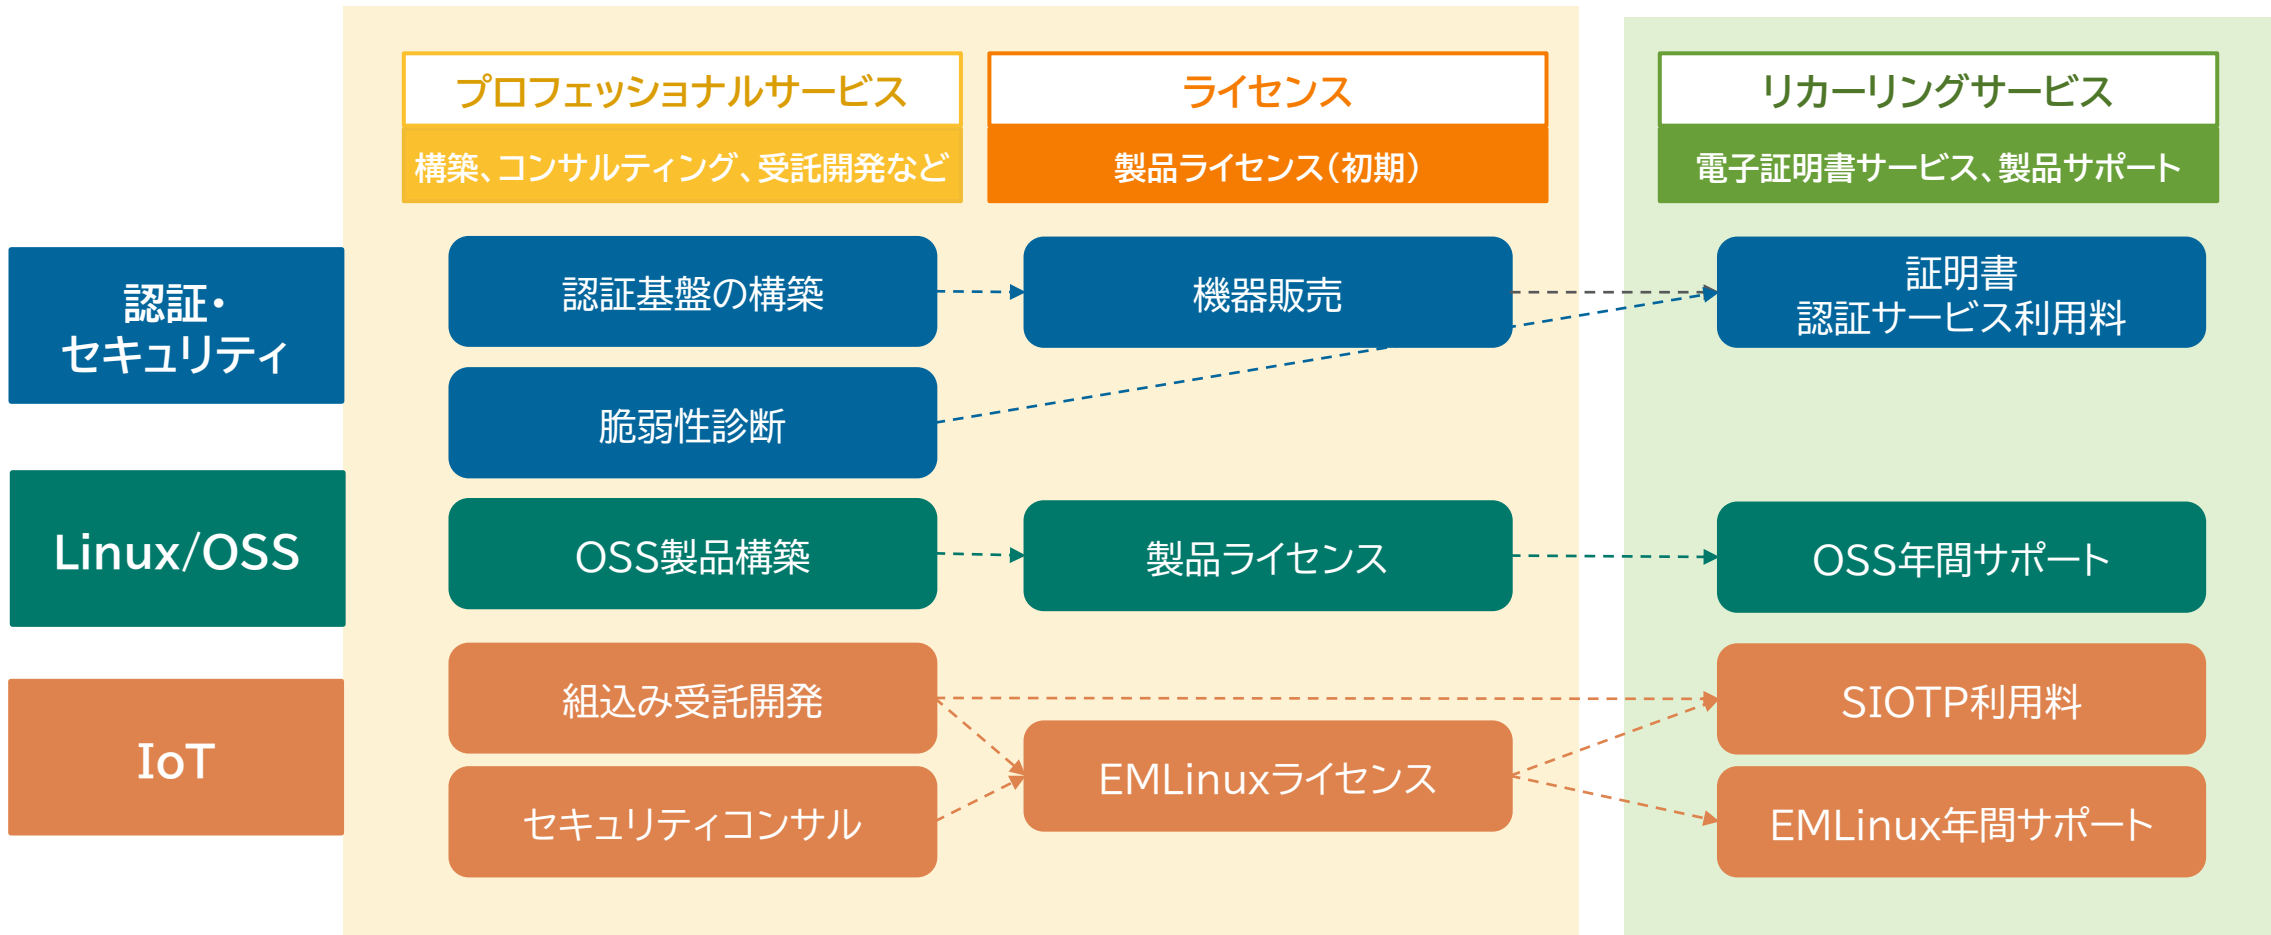 プロフェッショナルサービス
構築、コンサルティング、受託開発など
ライセンス
製品ライセンス(初期)
リカーリングサービス
電子証明書サービス、製品サポート
認証・
セキュリティ
認証基盤の構築
機器販売
証明書
認証サービス利用料
脆弱性診断
Linux/OSS
OSS製品構築
製品ライセンス
OSS年間サポート
IoT
組込み受託開発
セキュリティコンサル
EMLinuxライセンス
SIOTP利用料
EMLinux年間サポート